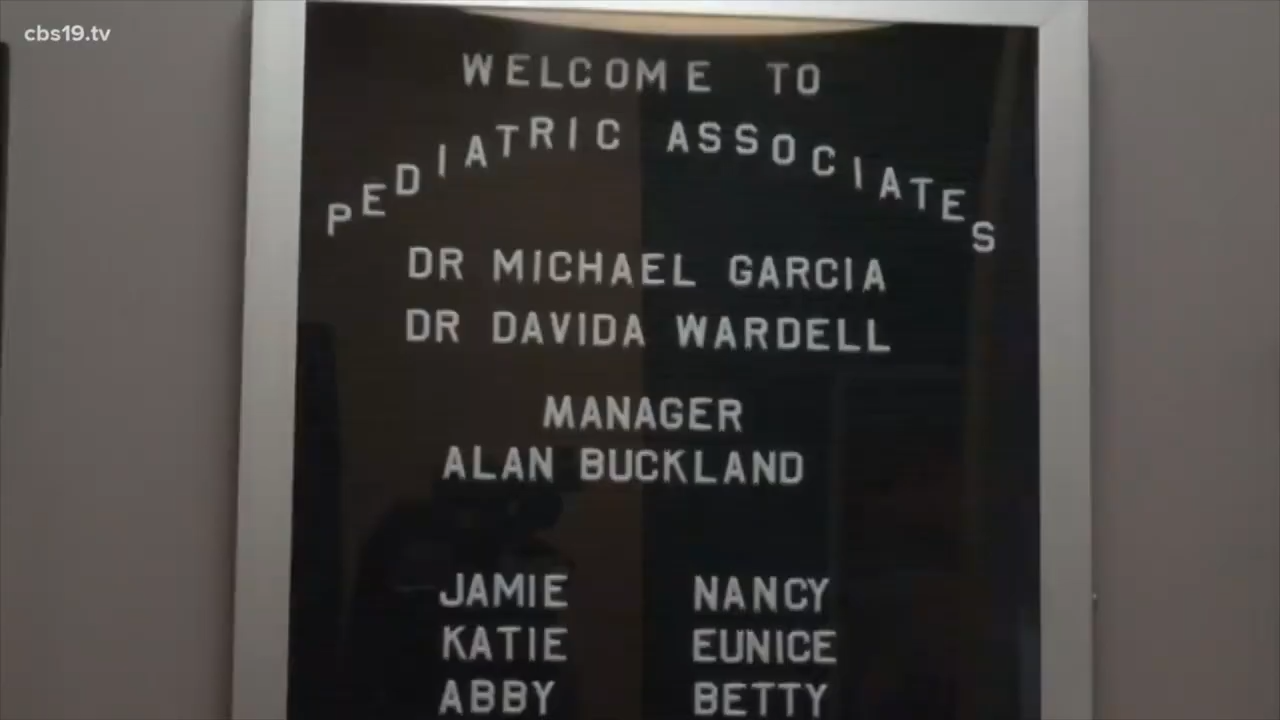 cbs19.tv
WELCOME TO
PEDIATRIC ASSOCIATES
DR MICHAEL GARCIA
DR DAVIDA WARDELL
MANAGER
ALAN BUCKLAND
JAMIE NANCY
KATIE EUNICE
ABBY BETTY